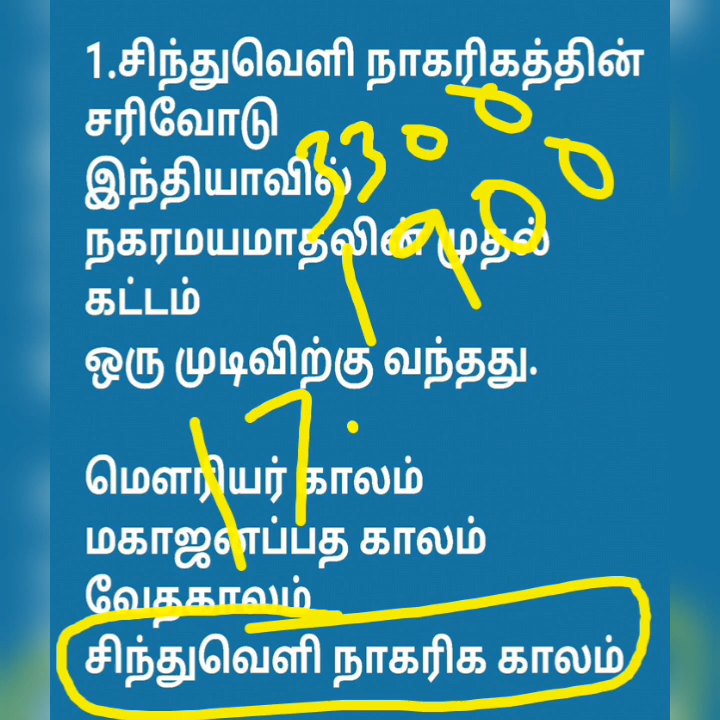 1.சிந்துவெளி நாகரிகத்தின்
சரிவோடு
இந்தியாவில்
நகரமயமாதலின் முதல்
கட்டம்
ஒரு முடிவிற்கு வந்தது.
மௌரியர் காலம்
மகாஜனப்பத காலம்
வேதகாலம்
சிந்துவெளி நாகரிக காலம்
3300
1900
17.